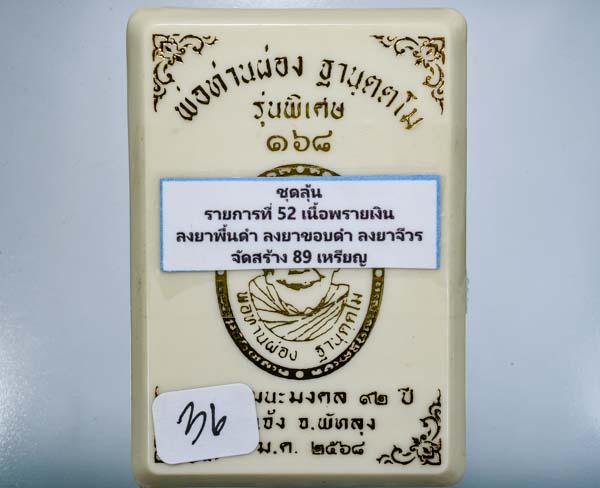 พ่อท่านผ่อง ฐานุตตโม
รุ่นพิเศษ
๑๖๘
ชุดลุ้น
รายการที่ 52 เนื้อพรายเงิน
ลงยาพื้นดำ ลงยาขอบดำ ลงยาจีวร
จัดสร้าง 89 เหรียญ
พ่อท่านผ่อง ฐานุตตโม
มนะมงคล ๙๒ ปี
จ.พัทลุง
ม.ค. ๒๕๖๘
36